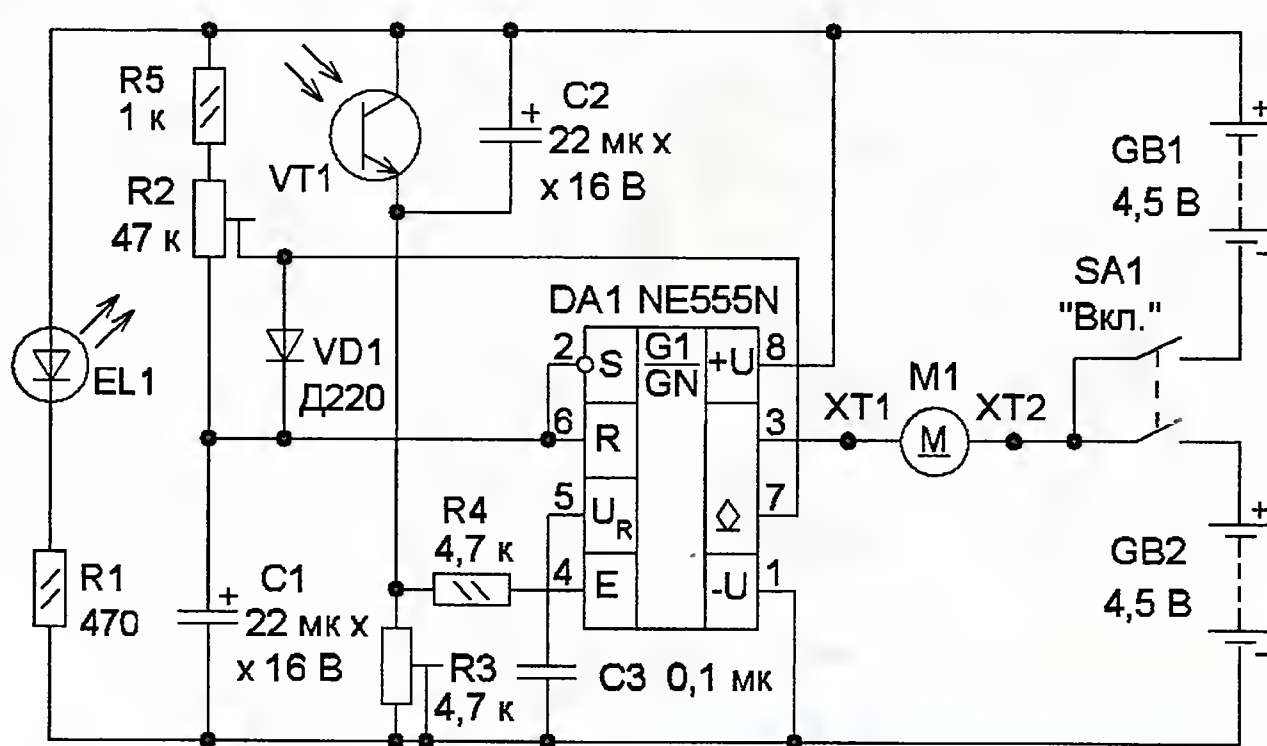 R5
1 к
R2
47 к
EL1
R1
470
VT1
C2
22 мк х
х 16 В
VD1
Д220
C1
22 мк х
х 16 В
R4
4,7 к
R3
4,7 к
C3 0,1 мк
DA1 NE555N
2 S G1 +U 8
GN
6 R 3
5 UR 7
4 E -U 1
XT1
M1
M
XT2
SA1
"Вкл."
+
GB1
4,5 В
-
+
GB2
4,5 В
-
+
+